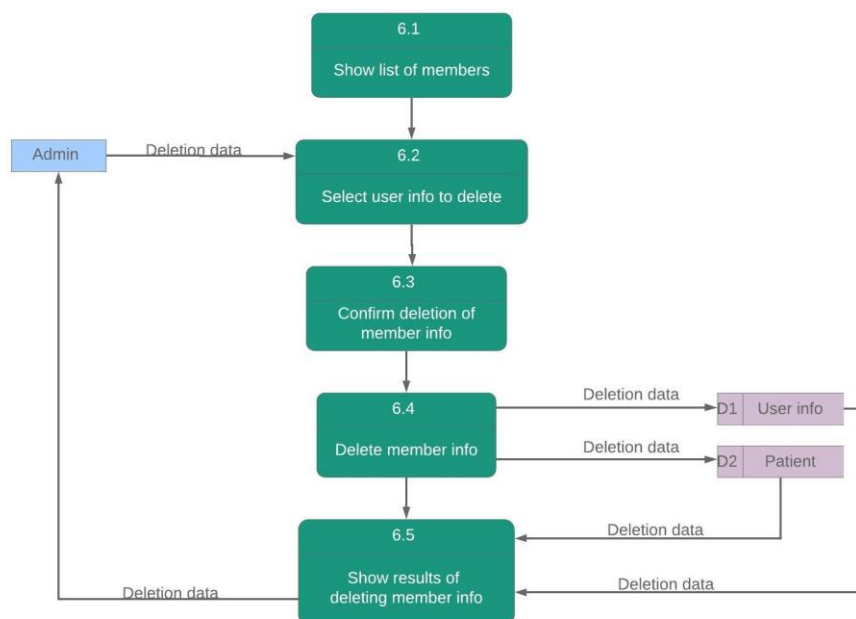 6.1
Show list of members
Admin
Deletion data
6.2
Select user info to delete
6.3
Confirm deletion of
member info
6.4
Delete member info
Deletion data
D1 User info
Deletion data
D2 Patient
6.5
Show results of
deleting member info
Deletion data
Deletion data
Deletion data